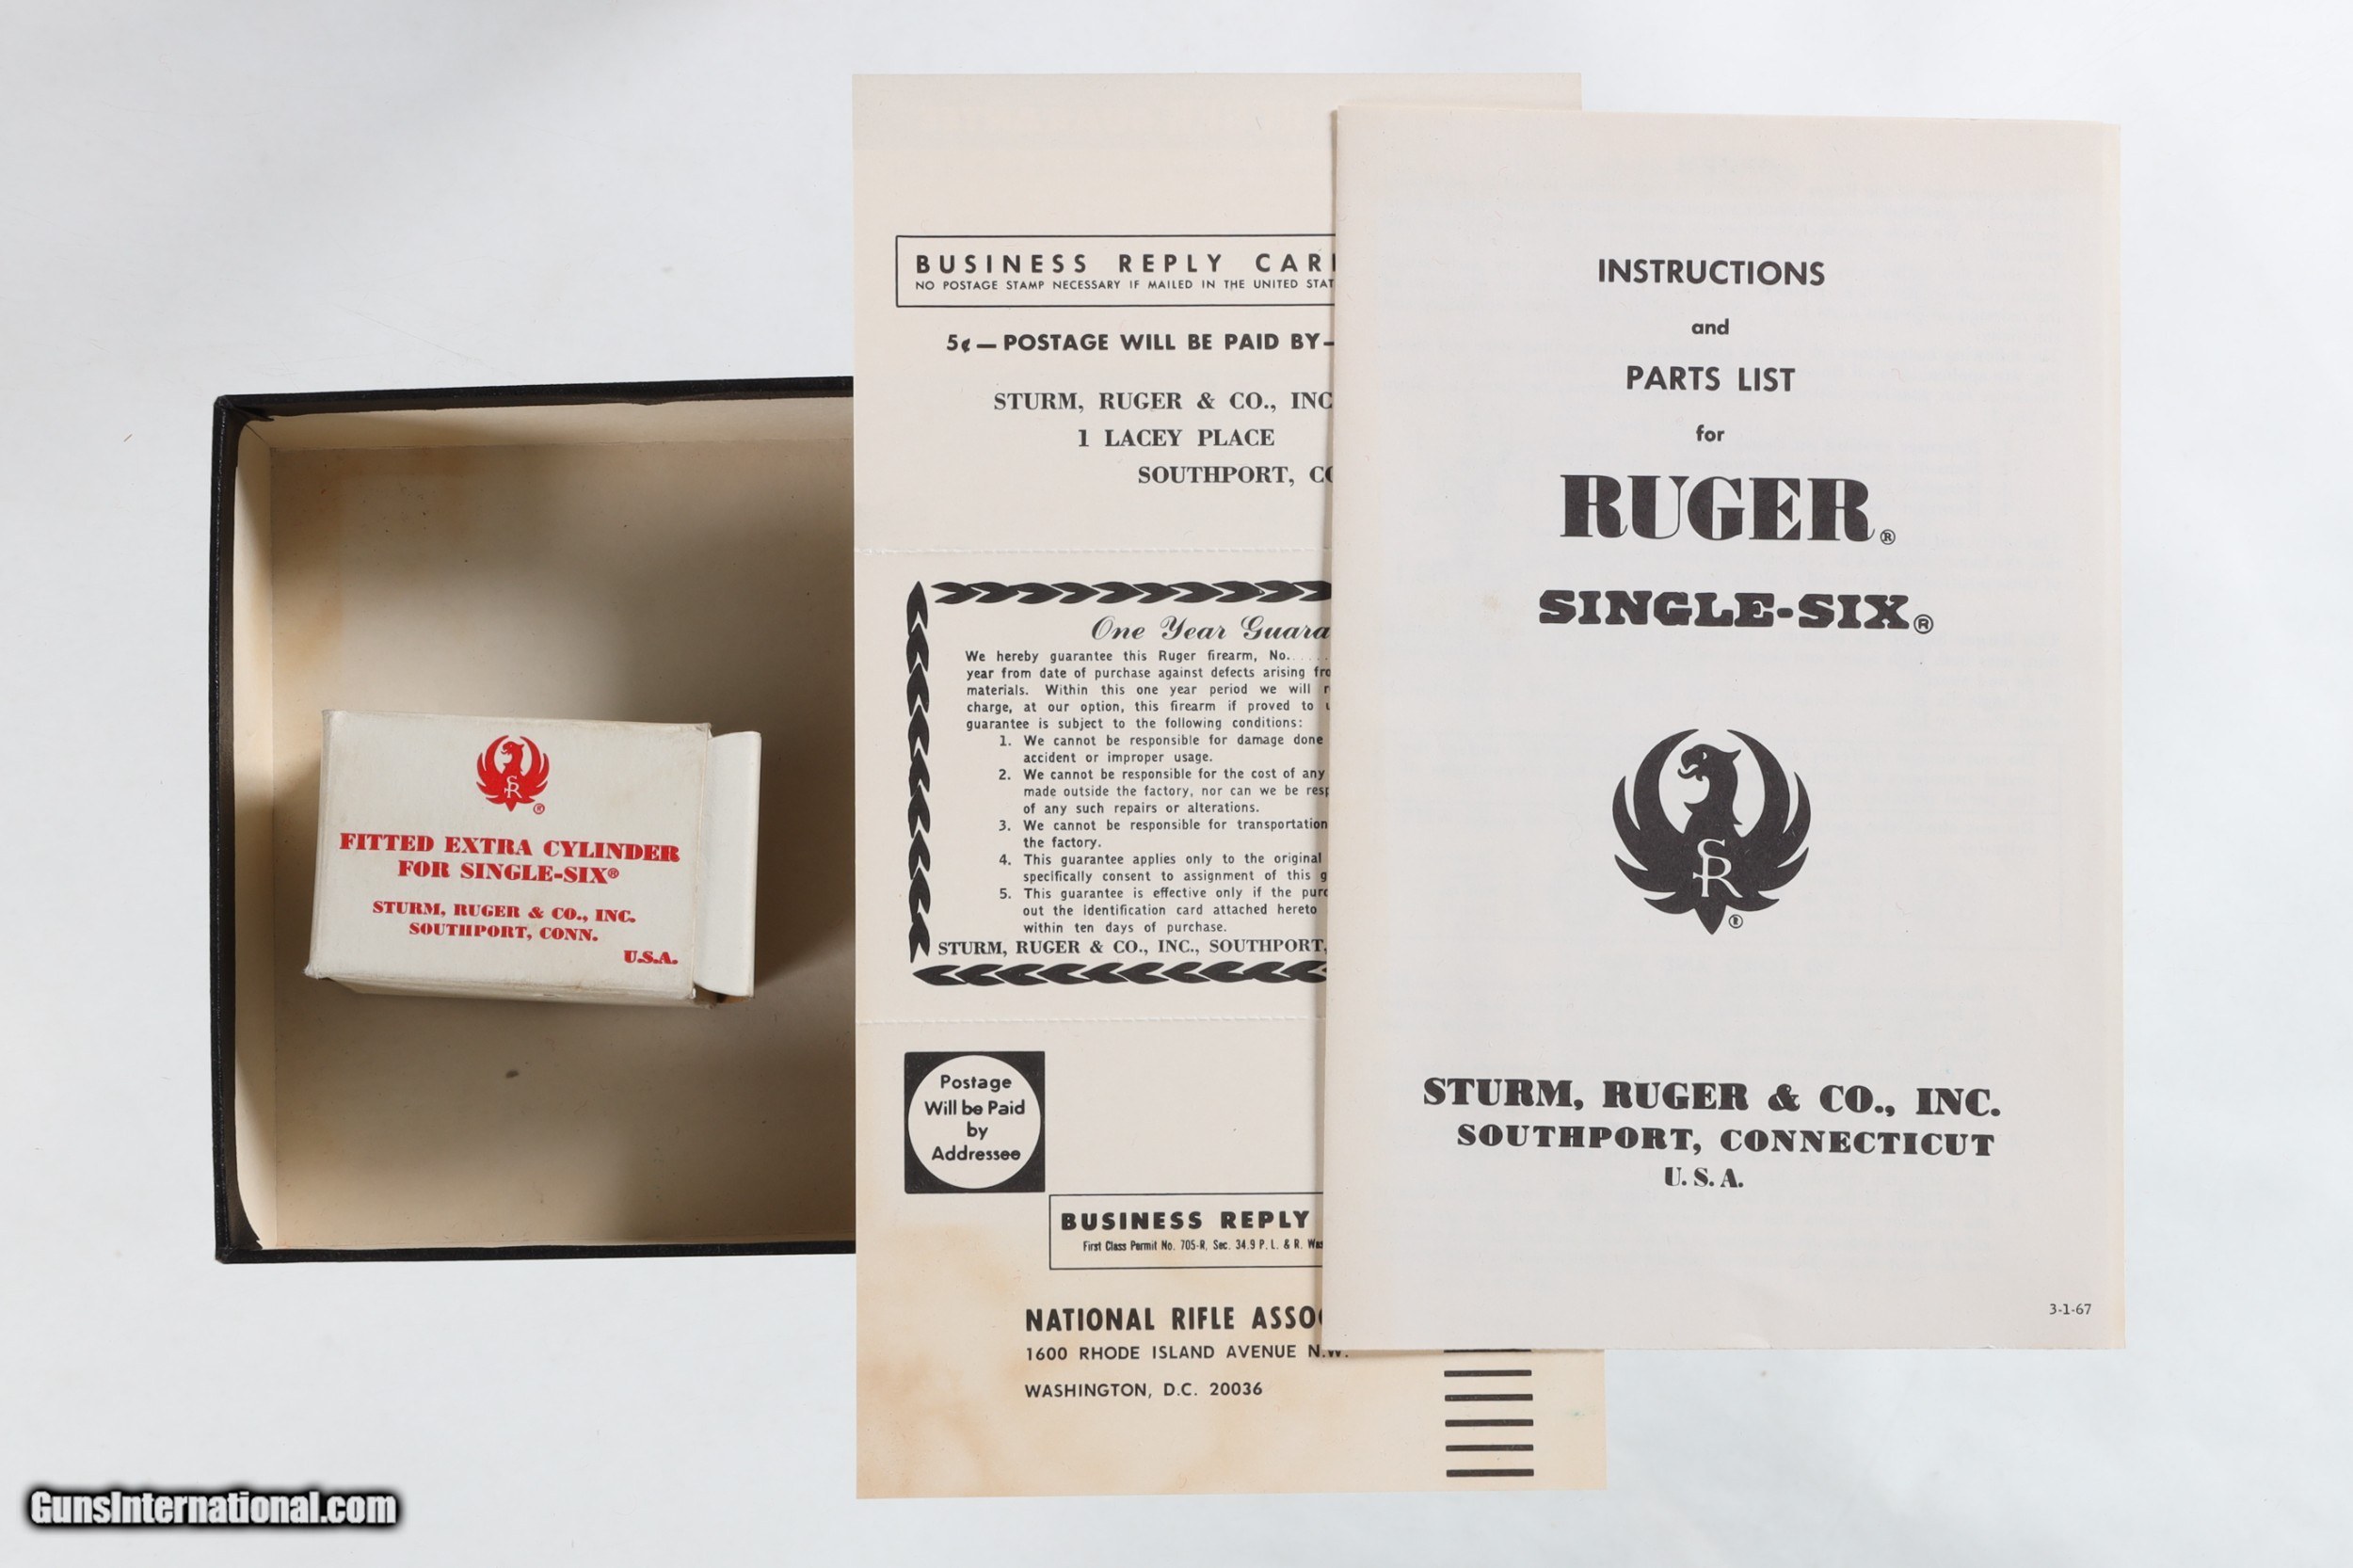 SR
®
FITTED EXTRA CYLINDER
FOR SINGLE-SIX®
STURM, RUGER & CO., INC.
SOUTHPORT, CONN.
U.S.A.
BUSINESS REPLY
NO POSTAGE STAMP NECESSARY IF MAILED IN THE UNITED
5¢ — POSTAGE WILL BE PAID BY —
STURM, RUGER & CO., INC
1 LACEY PLACE
SOUTHPORT,
One Year
We hereby guarantee this Ruger firearm, No.
year from date of purchase against defects arising
materials. Within this one year period we will
charge, at our option, this firearm if proved to
guarantee is subject to the following conditions:
1. We cannot be responsible for damage done
accident or improper usage.
2. We cannot be responsible for the cost of any
made outside the factory, nor can we be
of any such repairs or alterations.
3. We cannot be responsible for transportation
the factory.
4. This guarantee applies only to the original
specifically consent to assignment of this
5. This guarantee is effective only if the
out the identification card attached hereto
within ten days of purchase.
STURM, RUGER & CO., INC., SOUTHPORT,
Postage
Will be Paid
by
Addressee
BUSINESS REPLY
First Class Permit No. 705-R, Sec. 34.9 P. L. & R.
NATIONAL RIFLE
1600 RHODE ISLAND AVENUE N.W.
WASHINGTON, D.C. 20036
INSTRUCTIONS
and
PARTS LIST
for
RUGER®
SINGLE-SIX®
SR
®
STURM, RUGER & CO., INC.
SOUTHPORT, CONNECTICUT
U. S. A.
3-1-67
GunsInternational.com